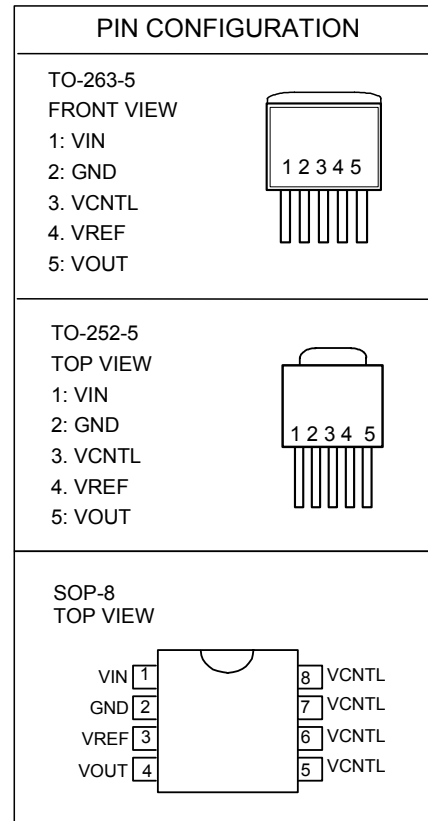 PIN CONFIGURATION
TO-263-5
FRONT VIEW
1: VIN
2: GND
3. VCNTL
4. VREF
5: VOUT
1 2 3 4 5
TO-252-5
TOP VIEW
1: VIN
2: GND
3. VCNTL
4. VREF
5: VOUT
1 2 3 4 5
SOP-8
TOP VIEW
VIN 1 8 VCNTL
GND 2 7 VCNTL
VREF 3 6 VCNTL
VOUT 4 5 VCNTL